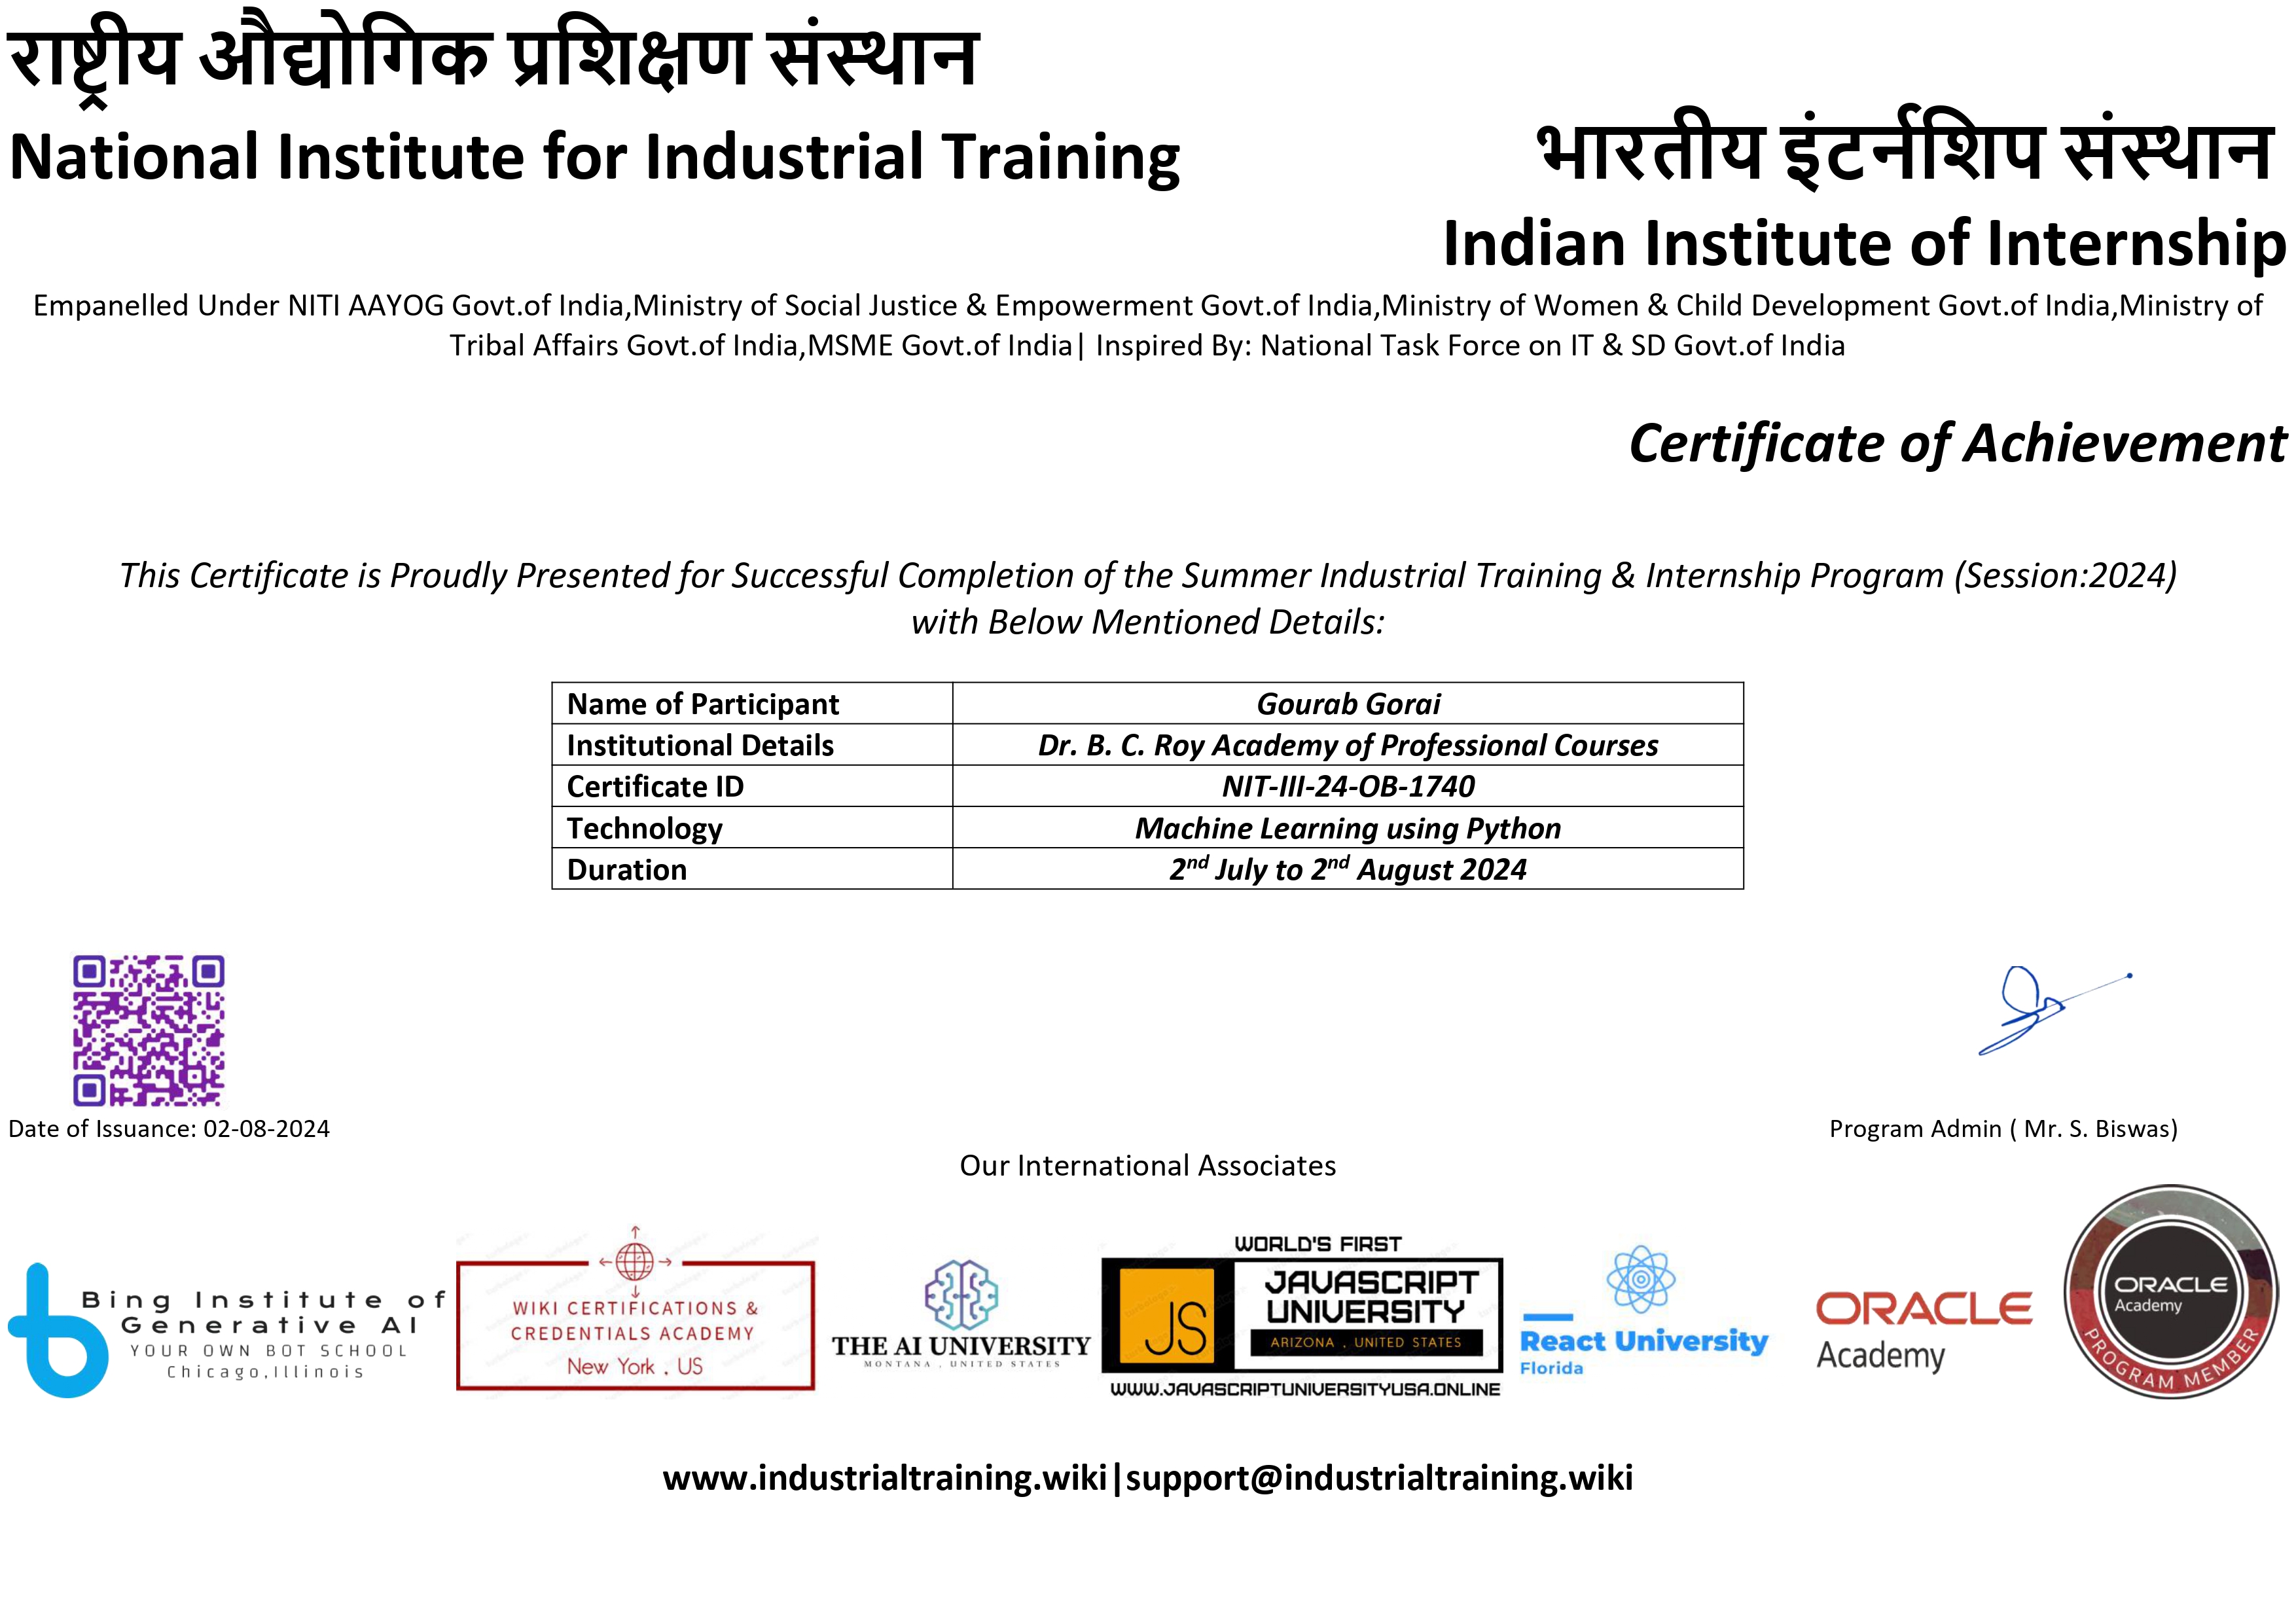 राष्ट्रीय औद्योगिक प्रशिक्षण संस्थान
National Institute for Industrial Training
भारतीय इंटर्नशिप संस्थान
Indian Institute of Internship
Empanelled Under NITI AAYOG Govt.of India,Ministry of Social Justice & Empowerment Govt.of India,Ministry of Women & Child Development Govt.of India,Ministry of
Tribal Affairs Govt.of India,MSME Govt.of India| Inspired By: National Task Force on IT & SD Govt.of India
Certificate of Achievement
This Certificate is Proudly Presented for Successful Completion of the Summer Industrial Training & Internship Program (Session:2024)
with Below Mentioned Details:
Name of Participant Gourab Gorai
Institutional Details Dr. B. C. Roy Academy of Professional Courses
Certificate ID NIT-III-24-OB-1740
Technology Machine Learning using Python
Duration 2nd July to 2nd August 2024
Date of Issuance: 02-08-2024
Program Admin ( Mr. S. Biswas)
Our International Associates
Bing Institute of
Generative AI
YOUR OWN BOT SCHOOL
Chicago,Illinois
WIKI CERTIFICATIONS &
CREDENTIALS ACADEMY
New York , US
THE AI UNIVERSITY
MONTANA , UNITED STATES
WORLD'S FIRST
JS
JAVASCRIPT
UNIVERSITY
ARIZONA , UNITED STATES
WWW.JAVASCRIPTUNIVERSITYUSA.ONLINE
React University
Florida
ORACLE
Academy
ORACLE
Academy
PROGRAM MEMBER
www.industrialtraining.wiki|support@industrialtraining.wiki